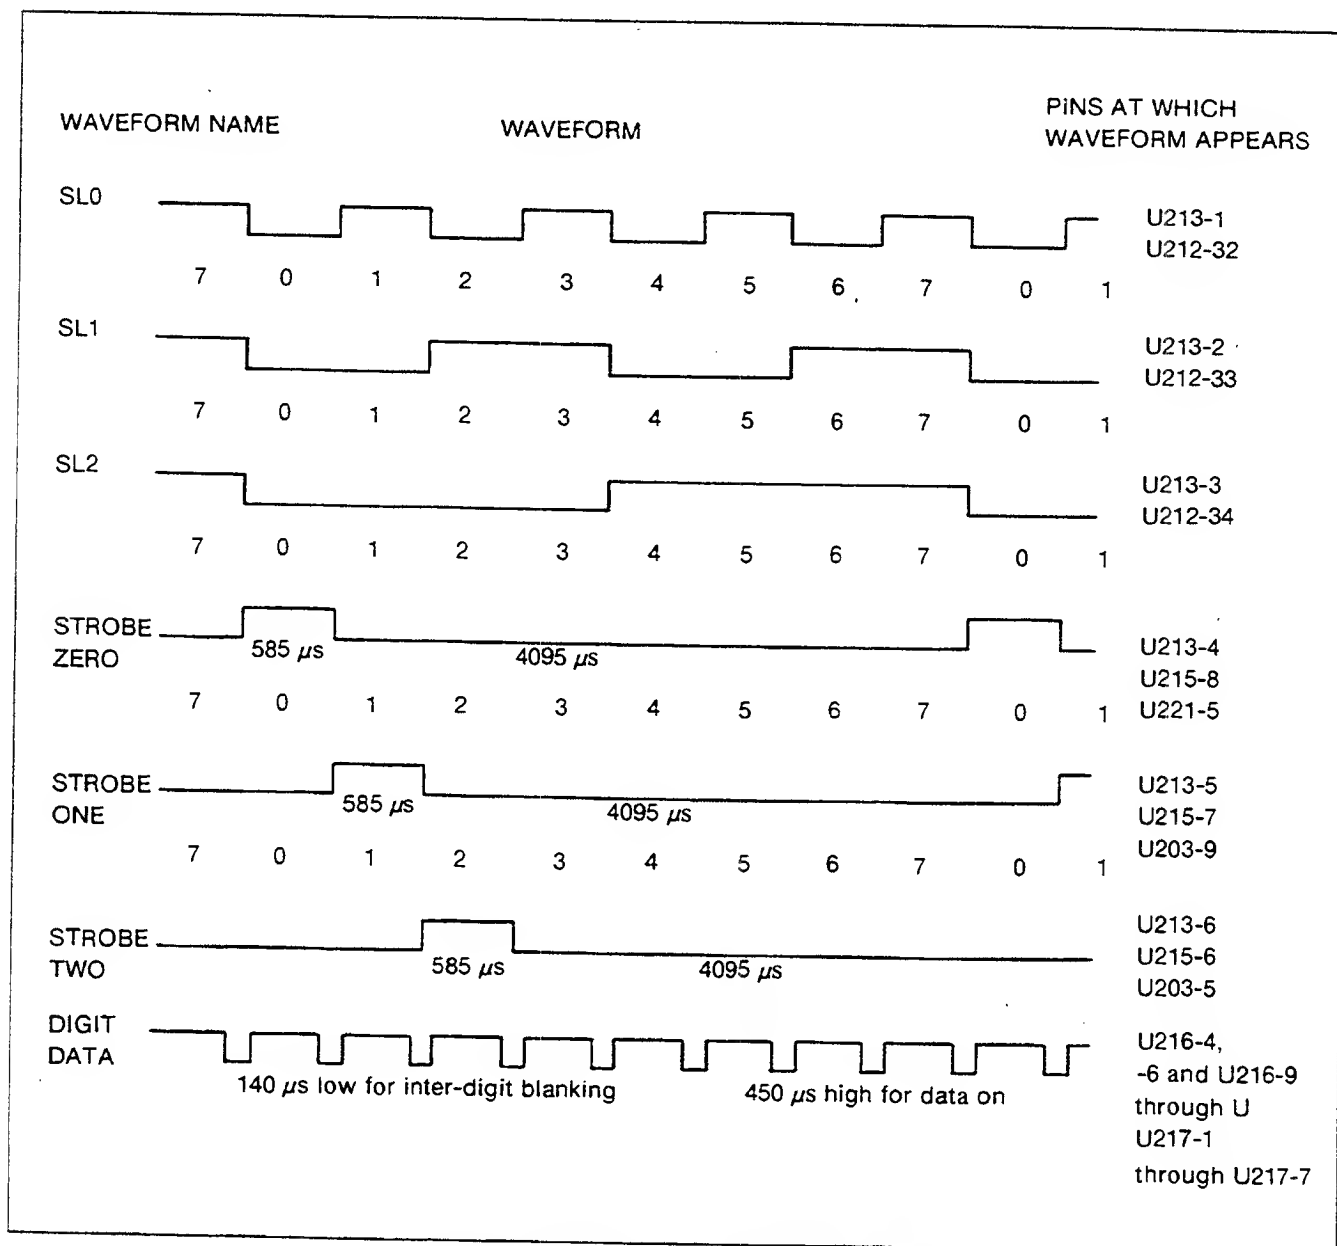 WAVEFORM NAME
WAVEFORM
PiNS AT WHICH
WAVEFORM APPEARS
SL0
U213-1
U212-32
7 0 1 2 3 4 5 6 7 0 1
SL1
U213-2
U212-33
7 0 1 2 3 4 5 6 7 0 1
SL2
U213-3
U212-34
7 0 1 2 3 4 5 6 7 0 1
STROBE
ZERO
585 µs
4095 µs
U213-4
U215-8
U221-5
7 0 1 2 3 4 5 6 7 0 1
STROBE
ONE
585 µs
4095 µs
U213-5
U215-7
U203-9
7 0 1 2 3 4 5 6 7 0 1
STROBE
TWO
585 µs
4095 µs
U213-6
U215-6
U203-5
DIGIT
DATA
140 µs low for inter-digit blanking
450 µs high for data on
U216-4,
-6 and U216-9
through U
U217-1
through U217-7